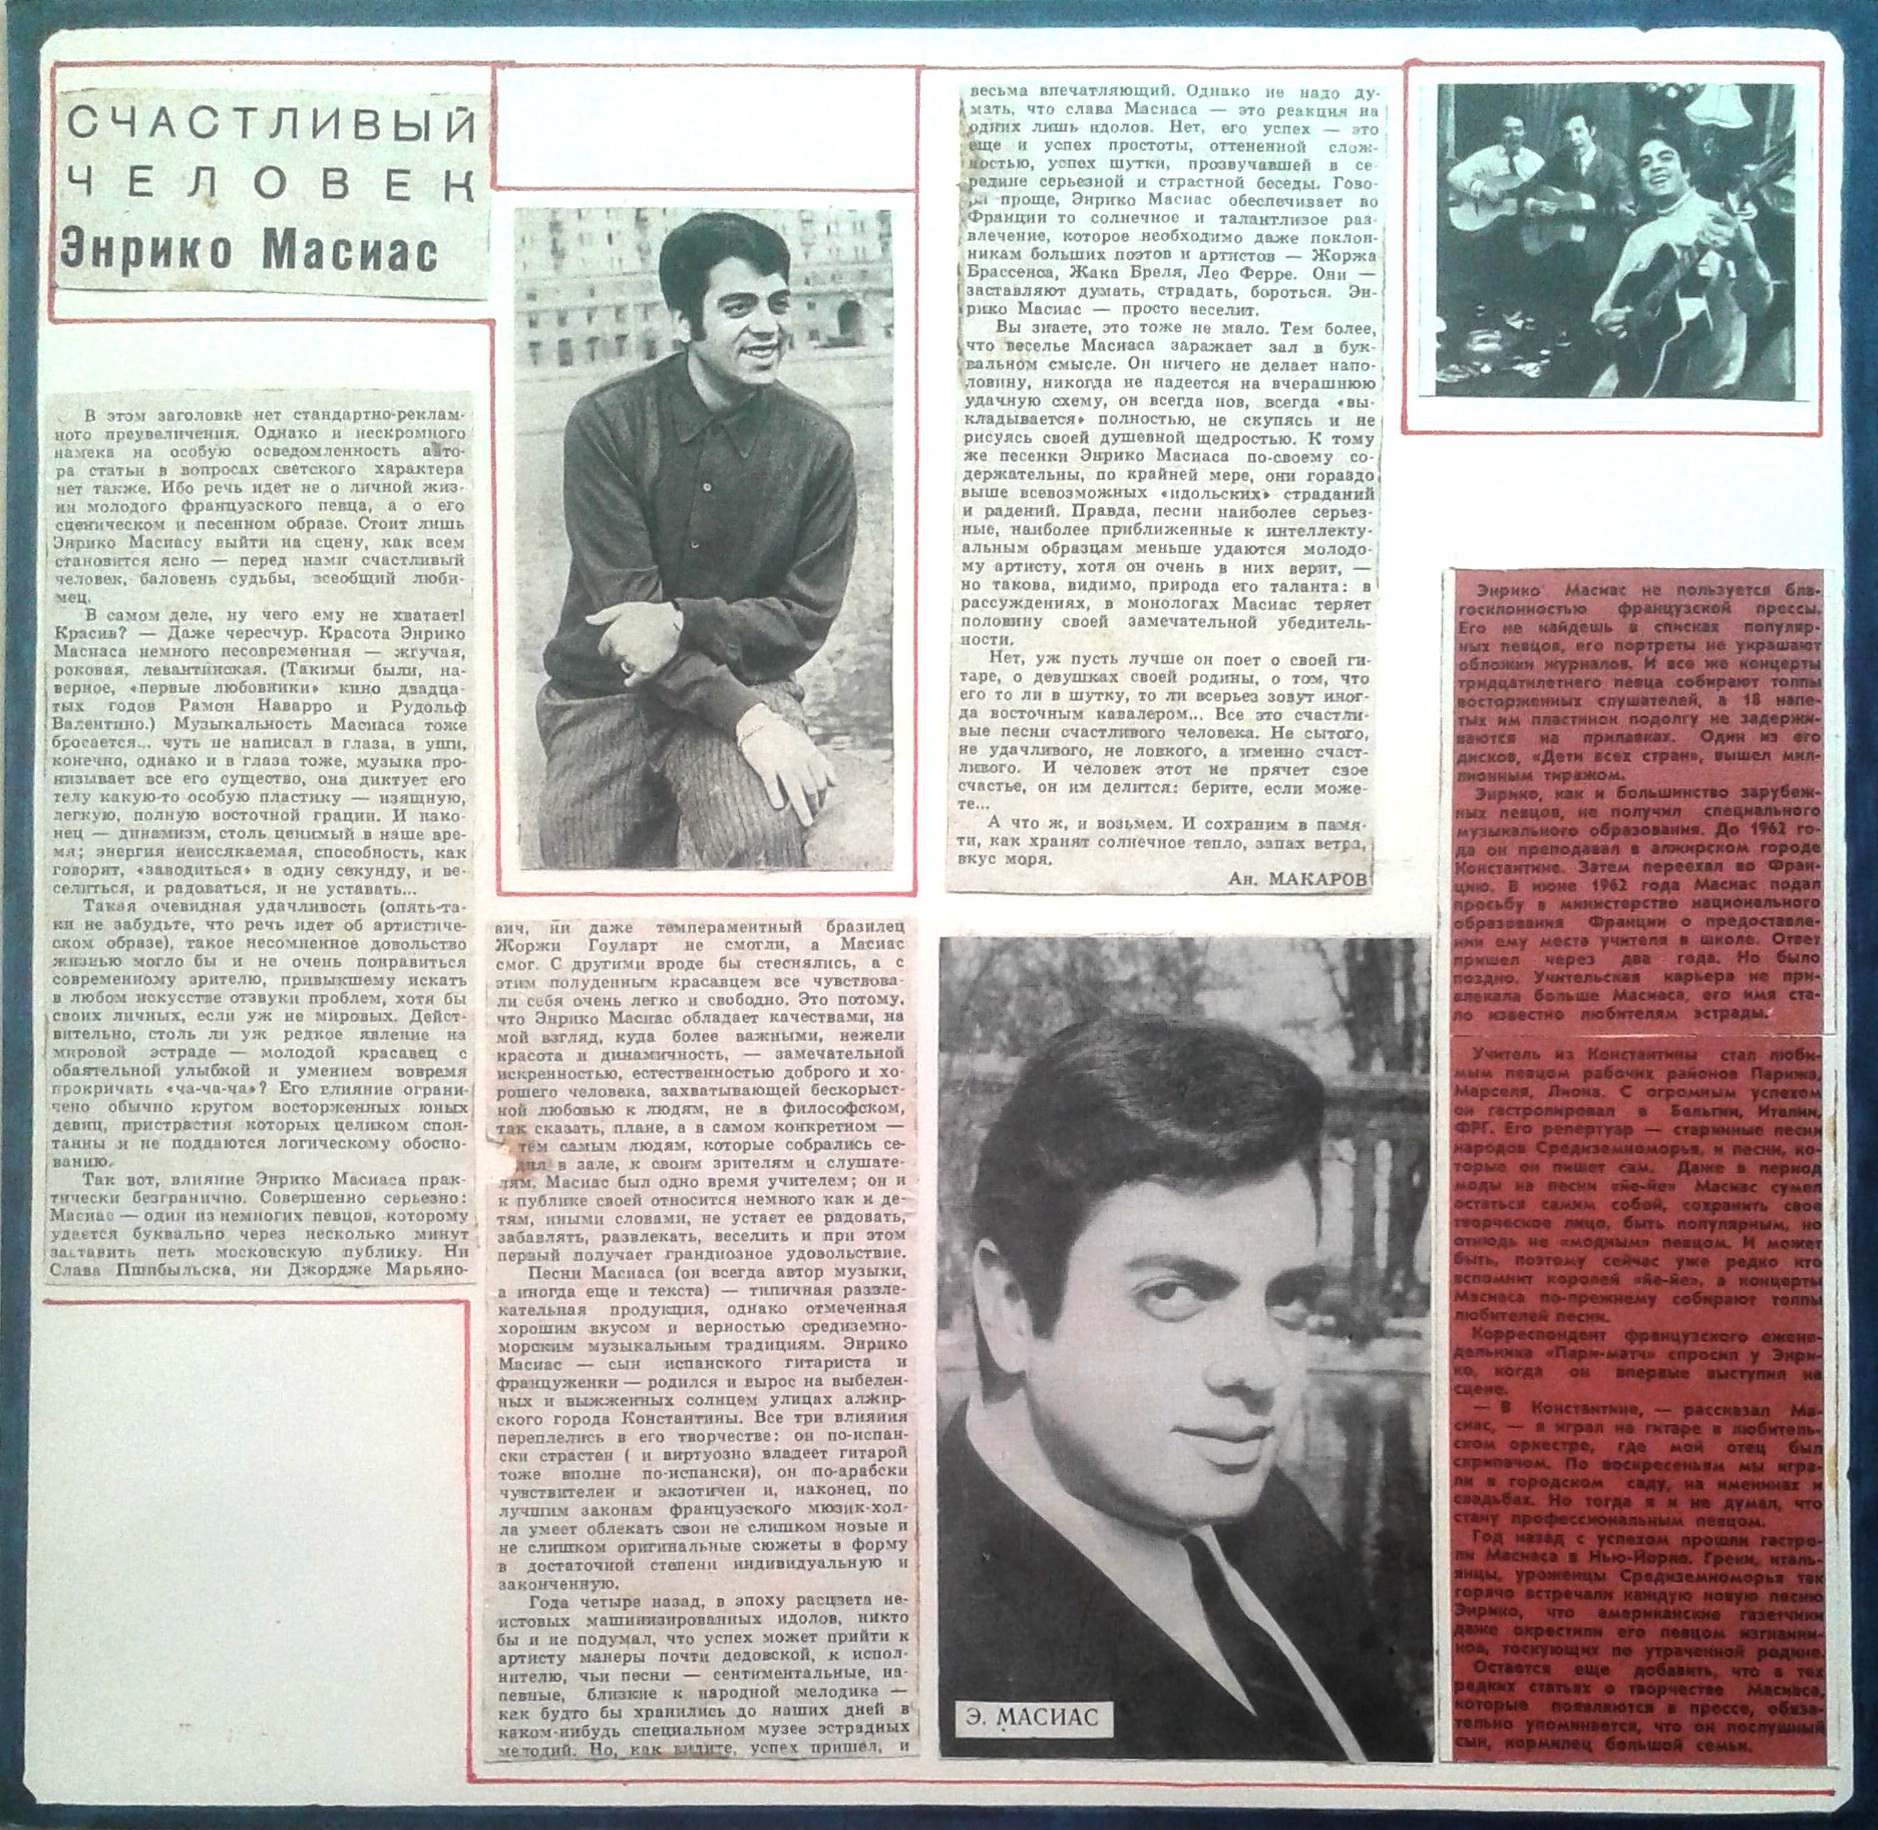 СЧАСТЛИВЫЙ
ЧЕЛОВЕК
Энрико Масиас
В этом заголовке нет стандартно-реклам-
ного преувеличения. Однако и нескромного
намека на особую осведомленность авто-
ра статьи в вопросах светского характера
нет также. Ибо речь идет не о личной жиз-
ни молодого французского певца, а о его
сценическом и песенном образе. Стоит лишь
Энрико Масиасу выйти на сцену, как всем
становится ясно — перед нами счастливый
человек, баловень судьбы, всеобщий люби-
мец.
В самом деле, ну чего ему не хватает!
Красив? — Даже чересчур. Красота Энрико
Масиаса немного несовременная — жгучая,
роковая, левантийская. (Такими были, на-
верное, «первые любовники» кино двадца-
тых годов Рамон Наварро и Рудольф
Валентино.) Музыкальность Масиаса тоже
бросается... чуть не написал в глаза, в уши,
конечно, однако и в глаза тоже, музыка про-
низывает все его существо, она диктует его
телу какую-то особую пластику — изящную,
легкую, полную восточной грации. И нако-
нец — динамизм, столь ценимый в наше вре-
мя; энергия неиссякаемая, способность, как
говорят, «заводиться» в одну секунду, и ве-
селиться, и радоваться, и не уставать...
Такая очевидная удачливость (опять-та-
ки не забудьте, что речь идет об артистиче-
ском образе), такое несомненное довольство
жизнью могло бы и не очень понравиться
современному зрителю, привыкшему искать
в любом искусстве отзвуки проблем, хотя бы
своих личных, если уж не мировых. Дейст-
вительно, столь ли уж редкое явление на
мировой эстраде — молодой красавец с
обаятельной улыбкой и умением вовремя
прокричать «ча-ча-ча»? Его влияние ограни-
чено обычно кругом восторженных юных
девиц, пристрастия которых целиком спон-
танны и не поддаются логическому обосно-
ванию.
Так вот, влияние Энрико Масиаса прак-
тически безгранично. Совершенно серьезно:
Масиас — один из немногих певцов, которому
удается буквально через несколько минут
заставить петь московскую публику. Ни
Слава Пшибыльска, ни Джордже Марьяно-
вич, ни даже темпераментный бразилец
Жоржи Гоуларт не смогли, а Масиас
смог. С другими вроде бы стеснялись, а с
этим полуденным красавцем все чувствова-
ли себя очень легко и свободно. Это потому,
что Энрико Масиас обладает качествами, на
мой взгляд, куда более важными, нежели
красота и динамичность, — замечательной
искренностью, естественностью доброго и хо-
рошего человека, захватывающей бескорыст-
ной любовью к людям, не в философском,
так сказать, плане, а в самом конкретном —
тем самым людям, которые собрались се-
дня в зале, к своим зрителям и слушате-
лям. Масиас был одно время учителем; он и
к публике своей относится немного как к де-
тям, иными словами, не устает ее радовать,
забавлять, развлекать, веселить и при этом
первый получает грандиозное удовольствие.
Песни Масиаса (он всегда автор музыки,
а иногда еще и текста) — типичная развле-
кательная продукция, однако отмеченная
хорошим вкусом и верностью средиземно-
морским музыкальным традициям. Энрико
Масиас — сын испанского гитариста и
француженки — родился и вырос на выбелен-
ных и выжженных солнцем улицах алжир-
ского города Константины. Все три влияния
переплелись в его творчестве: он по-испан-
ски страстен ( и виртуозно владеет гитарой
тоже вполне по-испански), он по-арабски
чувствителен и экзотичен и, наконец, по
лучшим законам французского мюзик-хол-
ла умеет облекать свои не слишком новые и
не слишком оригинальные сюжеты в форму
в достаточной степени индивидуальную и
законченную.
Года четыре назад, в эпоху расцвета не-
истовых машинизированных идолов, никто
бы и не подумал, что успех может прийти к
артисту манеры почти дедовской, к испол-
нителю, чьи песни — сентиментальные, на-
певные, близкие к народной мелодика —
как будто бы хранились до наших дней в
каком-нибудь специальном музее эстрадных
мелодий. Но, как видите, успех пришел, и
весьма впечатляющий. Однако не надо ду-
мать, что слава Масиаса — это реакция на
одних лишь идолов. Нет, его успех — это
еще и успех простоты, оттененной слож-
ностью, успех шутки, прозвучавшей в се-
редине серьезной и страстной беседы. Гово-
ря проще, Энрико Масиас обеспечивает во
Франции то солнечное и талантливое раз-
влечение, которое необходимо даже поклон-
никам больших поэтов и артистов — Жоржа
Брассенса, Жака Бреля, Лео Ферре. Они —
заставляют думать, страдать, бороться. Эн-
рико Масиас — просто веселит.
Вы знаете, это тоже не мало. Тем более,
что веселье Масиаса заражает зал в бук-
вальном смысле. Он ничего не делает напо-
ловину, никогда не надеется на вчерашнюю
удачную схему, он всегда нов, всегда «вы-
кладывается» полностью, не скупясь и не
рисуясь своей душевной щедростью. К тому
же песенки Энрико Масиаса по-своему со-
держательны, по крайней мере, они гораздо
выше всевозможных «идольских» страданий
и радений. Правда, песни наиболее серьез-
ные, наиболее приближенные к интеллекту-
альным образцам меньше удаются молодо-
му артисту, хотя он очень в них верит, —
но такова, видимо, природа его таланта: в
рассуждениях, в монологах Масиас теряет
половину своей замечательной убедитель-
ности.
Нет, уж пусть лучше он поет о своей ги-
таре, о девушках своей родины, о том, что
его то ли в шутку, то ли всерьез зовут иног-
да восточным кавалером... Все это счастли-
вые песни счастливого человека. Не сытого,
не удачливого, не ловкого, а именно счаст-
ливого. И человек этот не прячет свое
счастье, он им делится: берите, если може-
те...
А что ж, и возьмем. И сохраним в памя-
ти, как хранят солнечное тепло, запах ветра,
вкус моря.
Ан. МАКАРОВ
Э. МАСИАС
Энрико Масиас не пользуется бла-
госклонностью французской прессы.
Его не найдешь в списках популяр-
ных певцов, его портреты не украшают
обложки журналов. И все же концерты
тридцатилетнего певца собирают толпы
восторженных слушателей, а 18 напе-
тых им пластинок подолгу не задержи-
ваются на прилавках. Один из его
дисков, «Дети всех стран», вышел мил-
лионным тиражом.
Энрико, как и большинство зарубеж-
ных певцов, не получил специального
музыкального образования. До 1962 го-
да он преподавал в алжирском городе
Константине. Затем переехал во Фран-
цию. В июне 1962 года Масиас подал
просьбу в министерство национального
образования Франции о предоставле-
нии ему места учителя в школе. Ответ
пришел через два года. Но было
поздно. Учительская карьера не при-
влекала больше Масиаса, его имя ста-
ло известно любителям эстрады.
Учитель из Константины стал люби-
мым певцом рабочих районов Парижа,
Марселя, Лиона. С огромным успехом
он гастролировал в Бельгии, Италии,
ФРГ. Его репертуар — старинные песни
народов Средиземноморья, и песни, ко-
торые он пишет сам. Даже в период
моды на песни «йе-йе» Масиас сумел
остаться самим собой, сохранить свое
творческое лицо, быть популярным, но
отнюдь не «модным» певцом. И может
быть, поэтому сейчас уже редко кто
вспомнит королей «йе-йе», а концерты
Масиаса по-прежнему собирают толпы
любителей песни.
Корреспондент французского ежене-
дельника «Пари-матч» спросил у Энри-
ко, когда он впервые выступил на
сцене.
— В Константине, — рассказал Ма-
сиас, — я играл на гитаре в любитель-
ском оркестре, где мой отец был
скрипачом. По воскресеньям мы игра-
ли в городском саду, на именинах и
свадьбах. Но тогда я и не думал, что
стану профессиональным певцом.
Год назад с успехом прошли гастро-
ли Масиаса в Нью-Йорке. Греки, италь-
янцы, уроженцы Средиземноморья так
горячо встречали каждую новую песню
Энрико, что американские газетчики
даже окрестили его певцом изгнанни-
ков, тоскующих по утраченной родине.
Остается еще добавить, что в тех
редких статьях о творчестве Масиаса,
которые появляются в прессе, обяза-
тельно упоминается, что он послушный
сын, кормилец большой семьи.